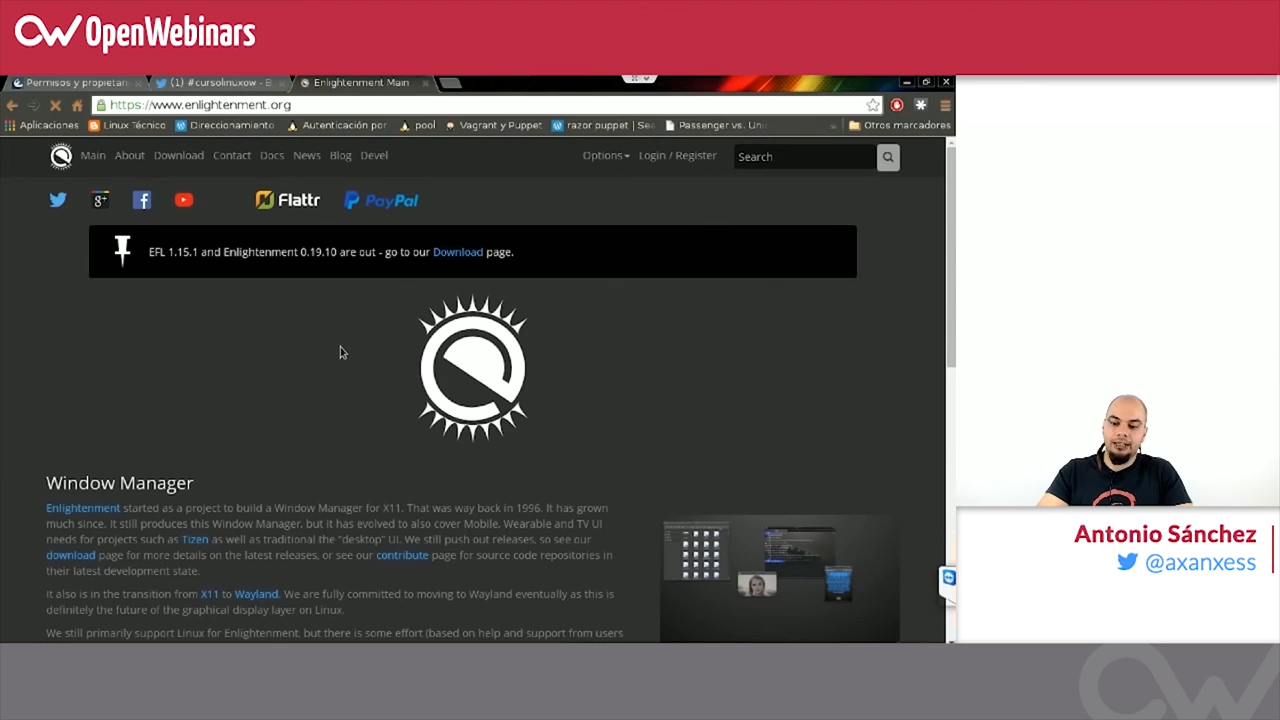 OpenWebinars
Permisos y propietan
(1) #cursolinuxow - B
Enlightenment Main
https://www.enlightenment.org
Aplicaciones
Linux Técnico
Direccionamiento
Autenticación por
pool
Vagrant y Puppet
razor puppet | Sea
Passenger vs. Uni
Otros marcadores
Main About Download Contact Docs News Blog Devel
Options Login / Register Search
g+ Flattr PayPal
EFL 1.15.1 and Enlightenment 0.19.10 are out - go to our Download page.
Window Manager
Enlightenment started as a project to build a Window Manager for X11. That was way back in 1996. It has grown
much since. It still produces this Window Manager, but it has evolved to also cover Mobile, Wearable and TV UI
needs for projects such as Tizen as well as traditional the "desktop" UI. We still push out releases, so see our
download page for more details on the latest releases, or see our contribute page for source code repositories in
their latest development state.
It also is in the transition from X11 to Wayland. We are fully committed to moving to Wayland eventually as this is
definitely the future of the graphical display layer on Linux.
We still primarily support Linux for Enlightenment, but there is some effort (based on help and support from users
Antonio Sánchez
@axanxess